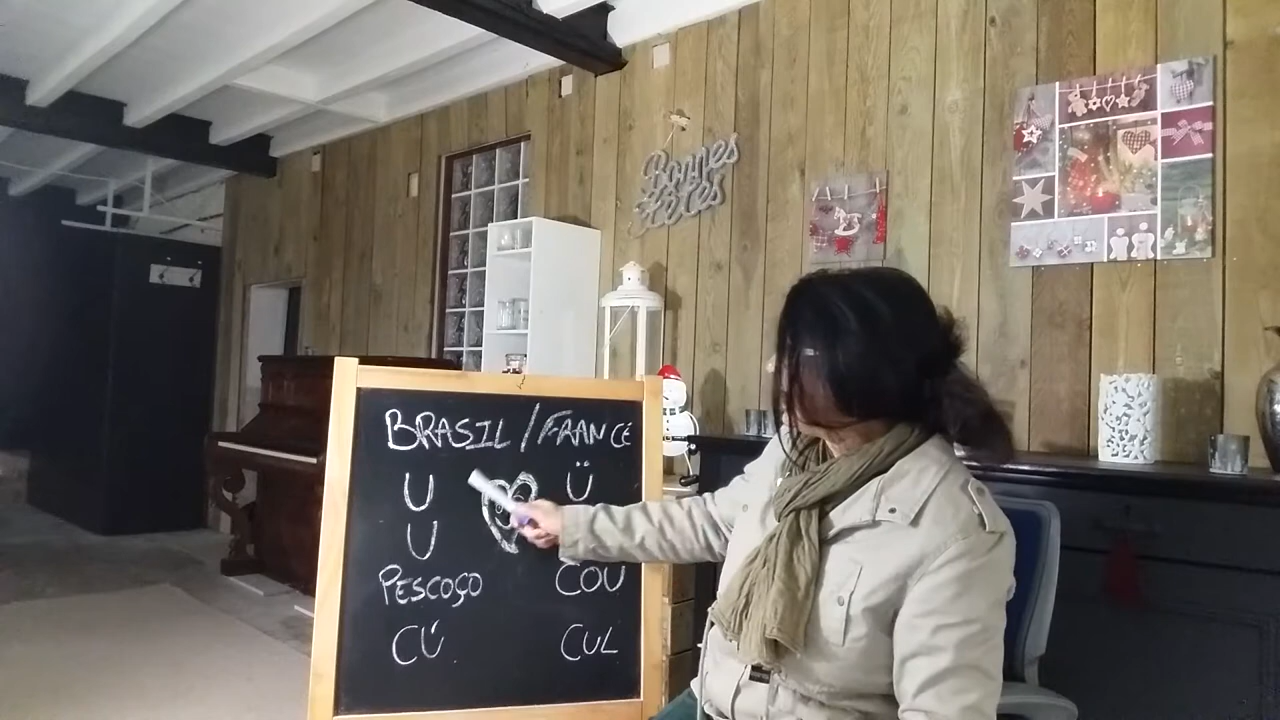 Bonnes
fêtes
BRASIL / FRANCE
U Ü
U
PESCOÇO COU
CÚ CUL